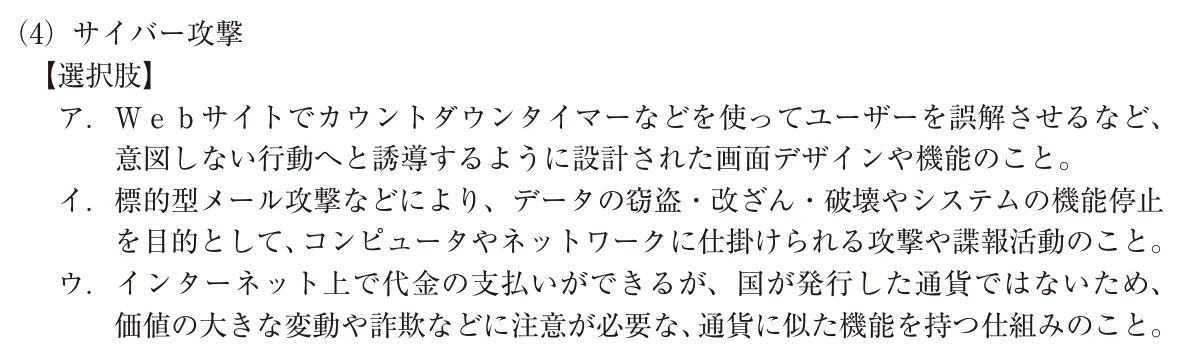 (4) サイバー攻撃
【選択肢】
ア．Ｗｅｂサイトでカウントダウンタイマーなどを使ってユーザーを誤解させるなど、
意図しない行動へと誘導するように設計された画面デザインや機能のこと。
イ．標的型メール攻撃などにより、データの窃盗・改ざん・破壊やシステムの機能停止
を目的として、コンピュータやネットワークに仕掛けられる攻撃や諜報活動のこと。
ウ．インターネット上で代金の支払いができるが、国が発行した通貨ではないため、
価値の大きな変動や詐欺などに注意が必要な、通貨に似た機能を持つ仕組みのこと。